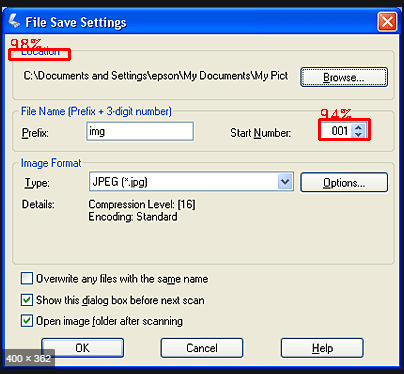 File Save Settings
98%
Location
C:\Documents and Settings\epson\My Documents\My Pict
Browse...
File Name (Prefix + 3-digit number)
94%
Prefix:
img
Start Number:
001
Image Format
Type:
JPEG (*.jpg)
Options...
Details:
Compression Level: [16]
Encoding: Standard
Overwrite any files with the same name
Show this dialog box before next scan
Open image folder after scanning
OK
Cancel
Help
400 × 362